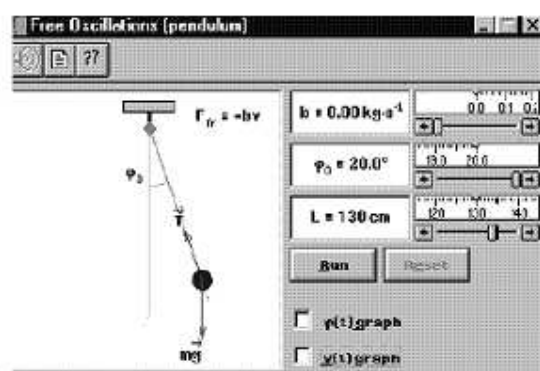 Free Oscillations (pendulum)
??
F_fr = -bv
φ₀
T
mg
b = 0.00 kg·s⁻¹
0.0 0.1
φ₀ = 20.0°
19.0 20.0
L = 130 cm
120 130 140
Run Reset
φ(t) graph
v(t) graph